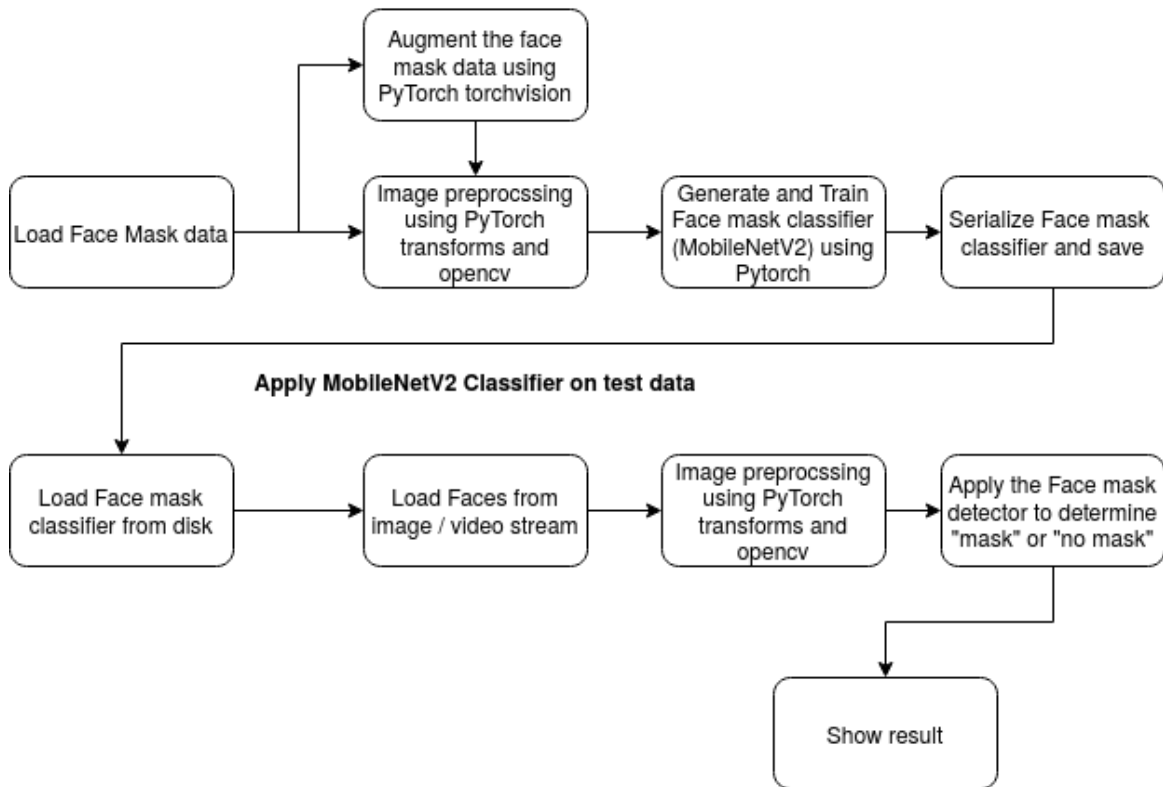 Augment the face
mask data using
PyTorch torchvision
Load Face Mask data
Image preprocssing
using PyTorch
transforms and
opencv
Generate and Train
Face mask classifier
(MobileNetV2) using
Pytorch
Serialize Face mask
classifier and save
Apply MobileNetV2 Classifier on test data
Load Face mask
classifier from disk
Load Faces from
image / video stream
Image preprocssing
using PyTorch
transforms and
opencv
Apply the Face mask
detector to determine
"mask" or "no mask"
Show result